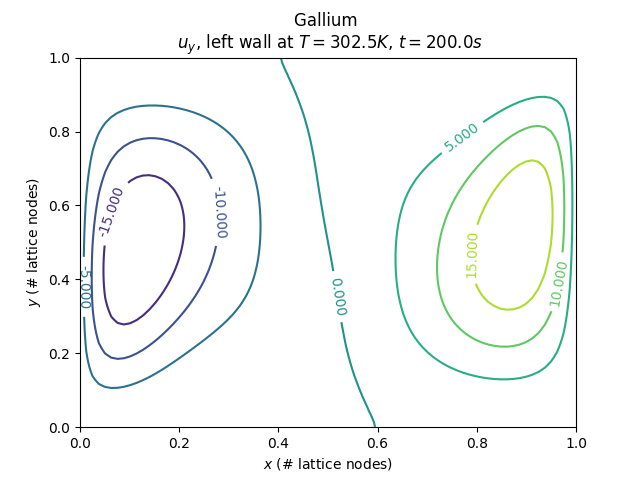 Gallium
u_y, left wall at T = 302.5K, t = 200.0s
1.0
0.8
0.6
0.4
0.2
0.0
y (# lattice nodes)
-15.000
-10.000
-5.000
0.000
5.000
10.000
15.000
0.0 0.2 0.4 0.6 0.8 1.0
x (# lattice nodes)